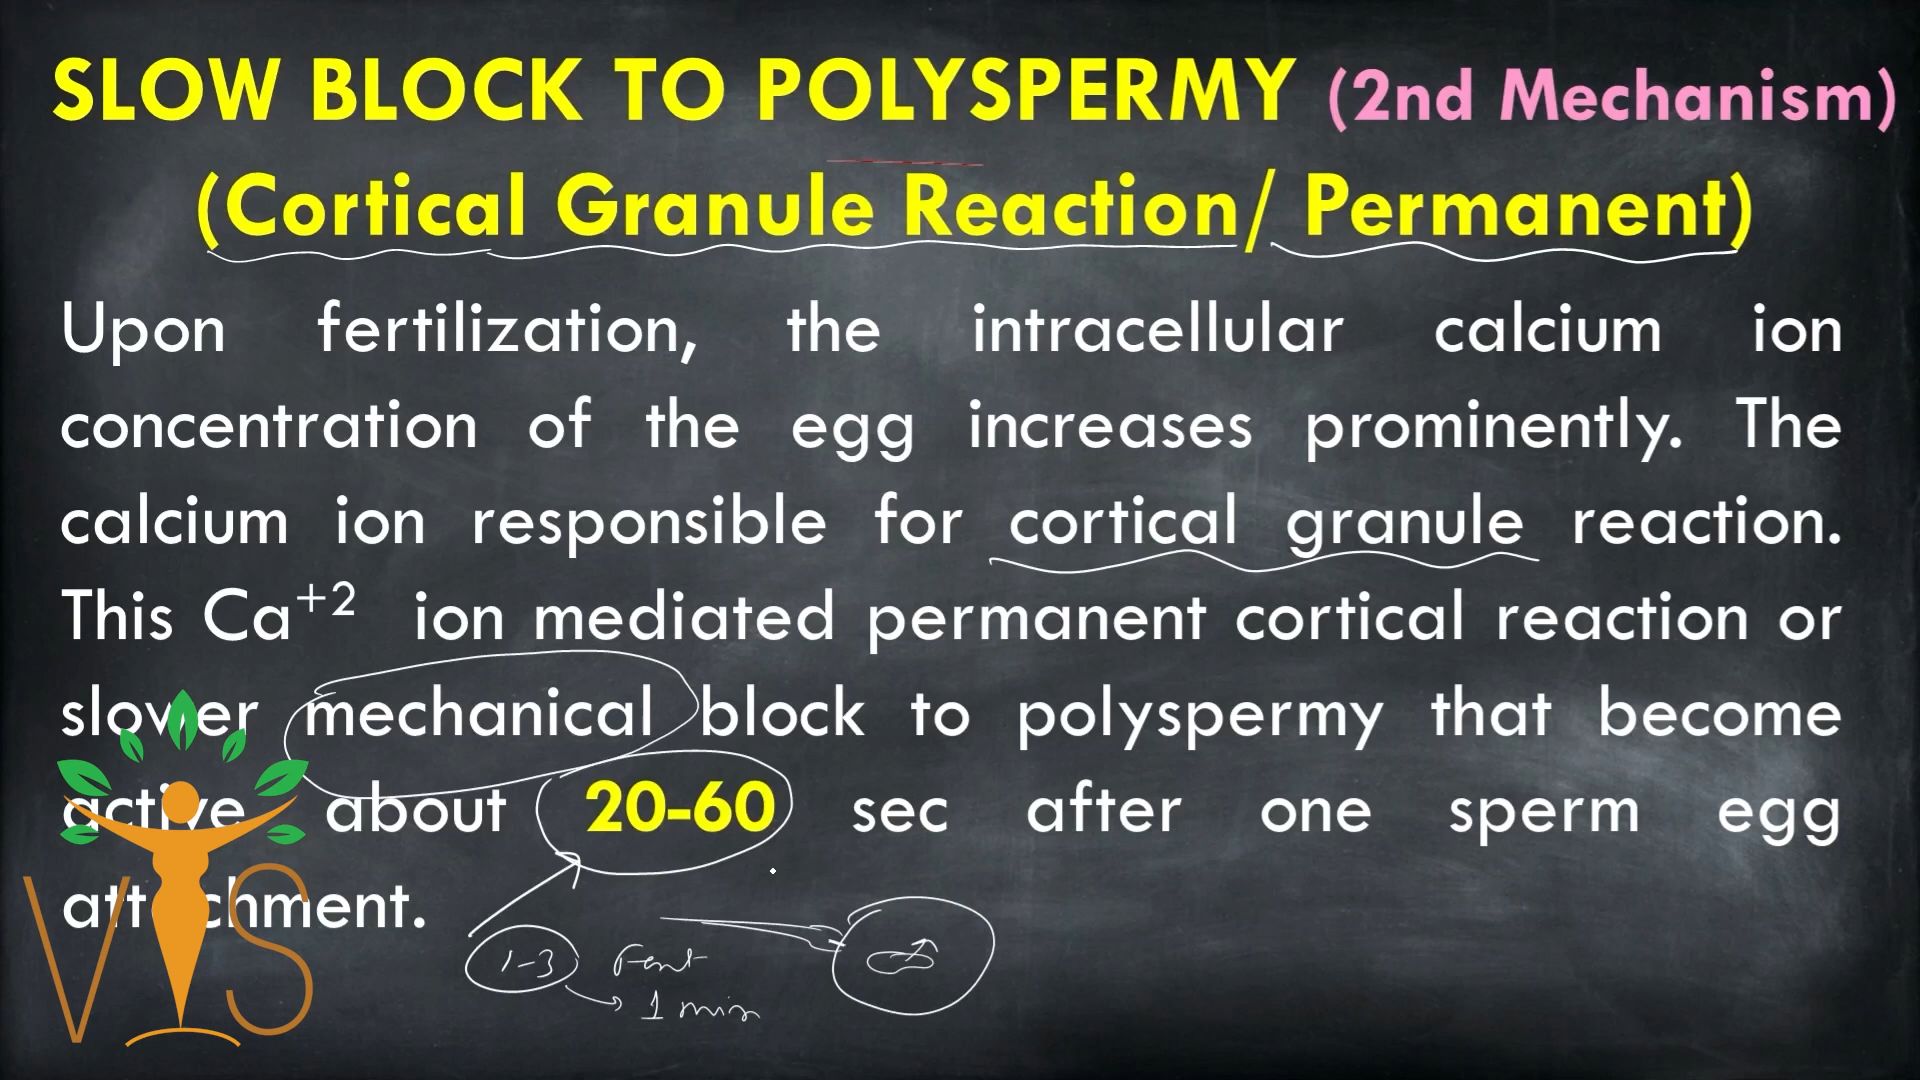 SLOW BLOCK TO POLYSPERMY (2nd Mechanism)
(Cortical Granule Reaction/ Permanent)
Upon fertilization, the intracellular calcium ion
concentration of the egg increases prominently. The
calcium ion responsible for cortical granule reaction.
This Ca⁺² ion mediated permanent cortical reaction or
slower mechanical block to polyspermy that become
active about 20-60 sec after one sperm egg
attachment.
1-3
1 min
VIS